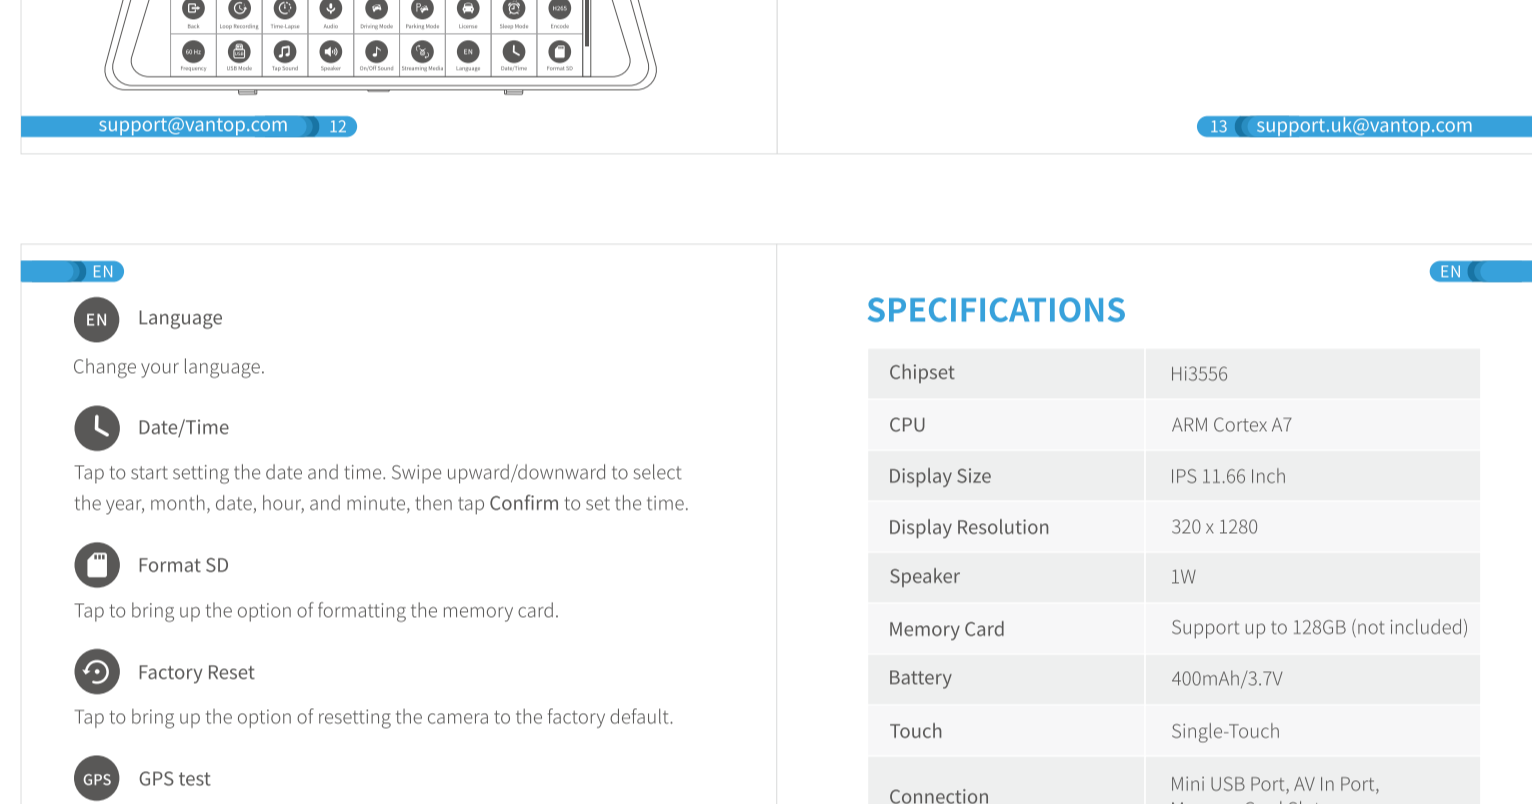 Back Loop Recording Time-Lapse Audio Driving Mode Parking Mode License Sleep Mode Encode
H265
60 Hz USB EN
Frequency USB Mode Tap Sound Speaker On/Off Sound Streaming Media Language Date/Time Format SD
support@vantop.com 12
13 support.uk@vantop.com
EN
EN Language
Change your language.
Date/Time
Tap to start setting the date and time. Swipe upward/downward to select
the year, month, date, hour, and minute, then tap Confirm to set the time.
Format SD
Tap to bring up the option of formatting the memory card.
Factory Reset
Tap to bring up the option of resetting the camera to the factory default.
GPS GPS test
EN
SPECIFICATIONS
Chipset Hi3556
CPU ARM Cortex A7
Display Size IPS 11.66 Inch
Display Resolution 320 x 1280
Speaker 1W
Memory Card Support up to 128GB (not included)
Battery 400mAh/3.7V
Touch Single-Touch
Connection Mini USB Port, AV In Port,